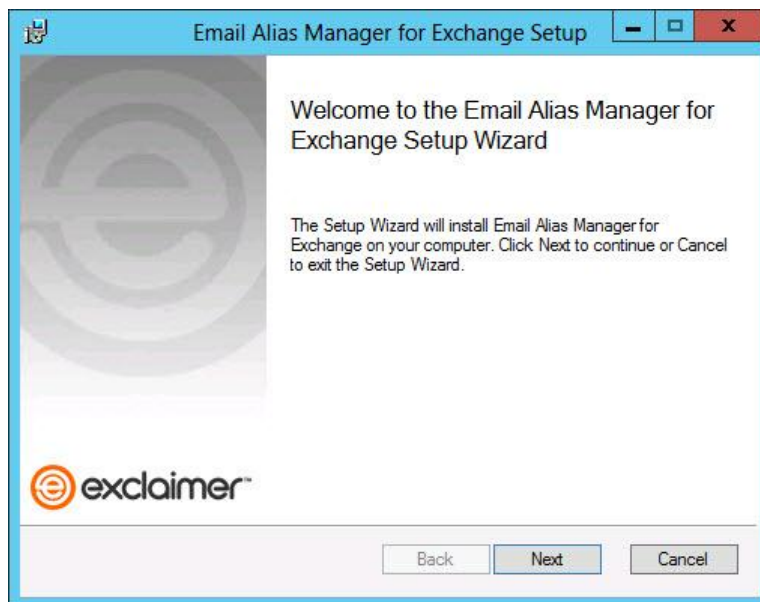 Email Alias Manager for Exchange Setup
Welcome to the Email Alias Manager for
Exchange Setup Wizard
The Setup Wizard will install Email Alias Manager for
Exchange on your computer. Click Next to continue or Cancel
to exit the Setup Wizard.
exclaimer™
Back
Next
Cancel